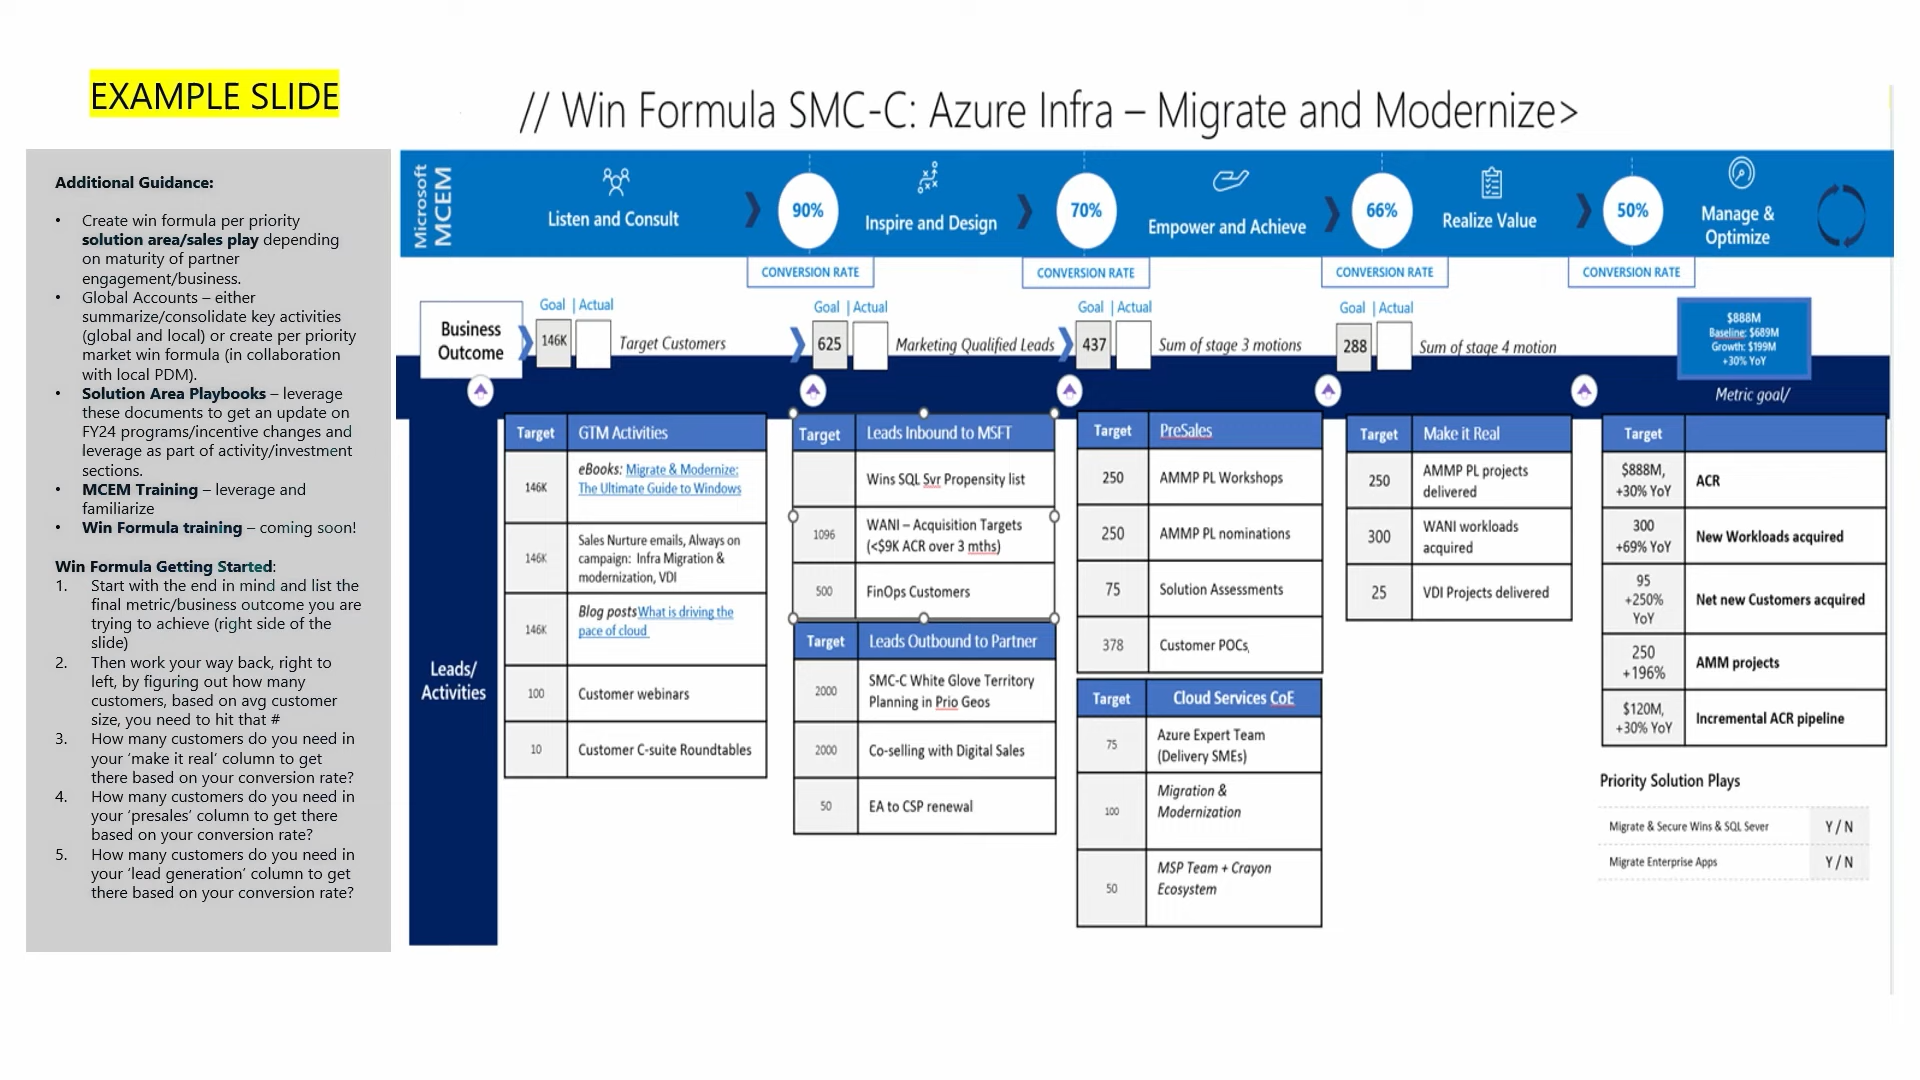 EXAMPLE SLIDE
// Win Formula SMC-C: Azure Infra – Migrate and Modernize>
Additional Guidance:
• Create win formula per priority
solution area/sales play depending
on maturity of partner
engagement/business.
• Global Accounts – either
summarize/consolidate key activities
(global and local) or create per priority
market win formula (in collaboration
with local PDM).
• Solution Area Playbooks – leverage
these documents to get an update on
FY24 programs/incentive changes and
leverage as part of activity/investment
sections.
• MCEM Training – leverage and
familiarize
• Win Formula training – coming soon!
Win Formula Getting Started:
1. Start with the end in mind and list the
final metric/business outcome you are
trying to achieve (right side of the
slide)
2. Then work your way back, right to
left, by figuring out how many
customers, based on avg customer
size, you need to hit that #
3. How many customers do you need in
your ‘make it real’ column to get
there based on your conversion rate?
4. How many customers do you need in
your ‘presales’ column to get there
based on your conversion rate?
5. How many customers do you need in
your ‘lead generation’ column to get
there based on your conversion rate?
Microsoft
MCEM
Listen and Consult
90%
Inspire and Design
70%
Empower and Achieve
66%
Realize Value
50%
Manage &
Optimize
CONVERSION RATE
CONVERSION RATE
CONVERSION RATE
CONVERSION RATE
Business
Outcome
Goal | Actual
146K
Target Customers
Goal | Actual
625
Marketing Qualified Leads
Goal | Actual
437
Sum of stage 3 motions
Goal | Actual
288
Sum of stage 4 motion
$888M
Baseline: $689M
Growth: $199M
+30% YoY
Metric goal/
Leads/
Activities
Target GTM Activities
146K
eBooks: Migrate & Modernize:
The Ultimate Guide to Windows
146K
Sales Nurture emails, Always on
campaign: Infra Migration &
modernization, VDI
146K
Blog postsWhat is driving the
pace of cloud
100 Customer webinars
10 Customer C-suite Roundtables
Target Leads Inbound to MSFT
Wins SQL Svr Propensity list
1096
WANI – Acquisition Targets
(<$9K ACR over 3 mths)
500 FinOps Customers
Target Leads Outbound to Partner
2000
SMC-C White Glove Territory
Planning in Prio Geos
2000 Co-selling with Digital Sales
50 EA to CSP renewal
Target PreSales
250 AMMP PL Workshops
250 AMMP PL nominations
75 Solution Assessments
378 Customer POCs,
Target Cloud Services CoE
75
Azure Expert Team
(Delivery SMEs)
100
Migration &
Modernization
50
MSP Team + Crayon
Ecosystem
Target Make it Real
250
AMMP PL projects
delivered
300
WANI workloads
acquired
25 VDI Projects delivered
Target
$888M,
+30% YoY
ACR
300
+69% YoY
New Workloads acquired
95
+250%
YoY
Net new Customers acquired
250
+196%
AMM projects
$120M,
+30% YoY
Incremental ACR pipeline
Priority Solution Plays
Migrate & Secure Wins & SQL Sever Y / N
Migrate Enterprise Apps Y / N